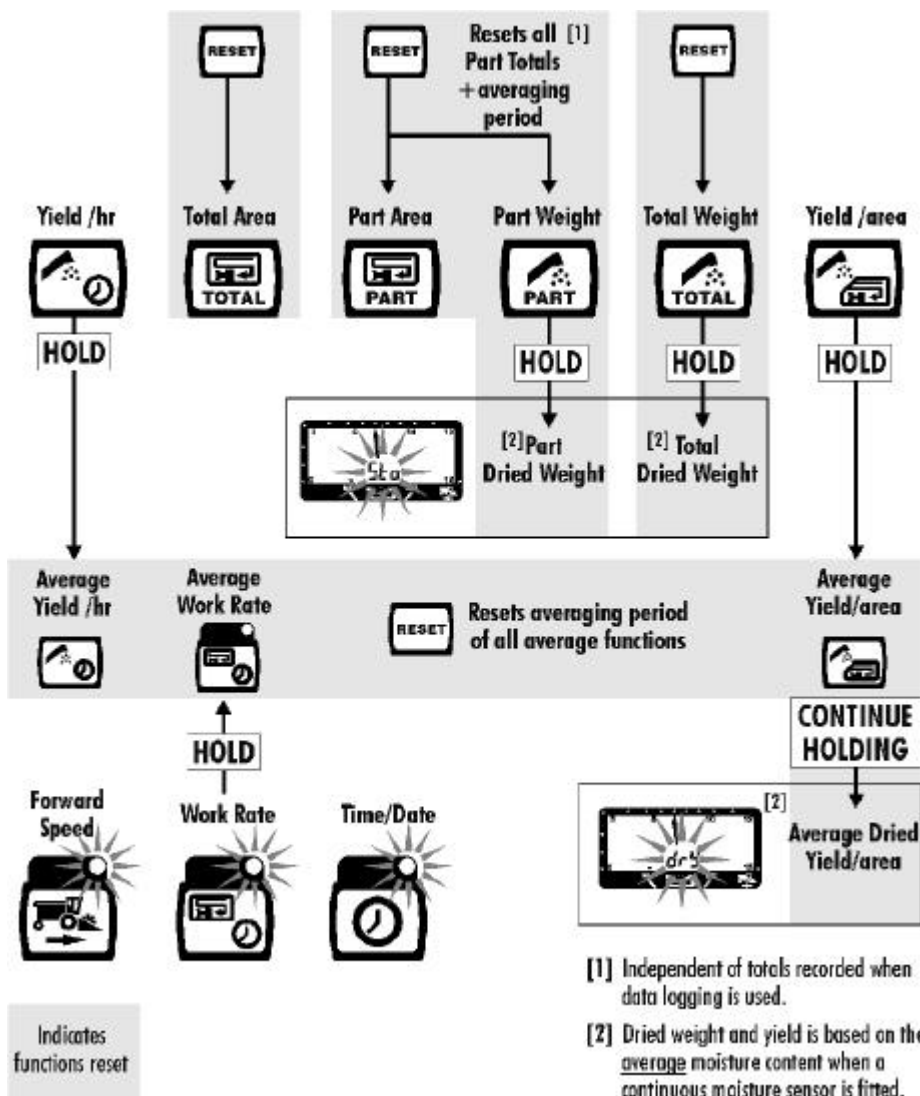 RESET
RESET
Resets all [1]
Part Totals
+averaging
period
RESET
Yield /hr
Total Area
Part Area
Part Weight
Total Weight
Yield /area
TOTAL
PART
PART
TOTAL
HOLD
HOLD
HOLD
HOLD
Sto
[2] Part
Dried Weight
[2] Total
Dried Weight
Average
Yield /hr
Average
Work Rate
RESET
Resets averaging period
of all average functions
Average
Yield/area
HOLD
CONTINUE
HOLDING
Forward
Speed
Work Rate
Time/Date
[2]
dry
Average Dried
Yield/area
[1] Independent of totals recorded when
data logging is used.
[2] Dried weight and yield is based on the
average moisture content when a
continuous moisture sensor is fitted.
Indicates
functions reset